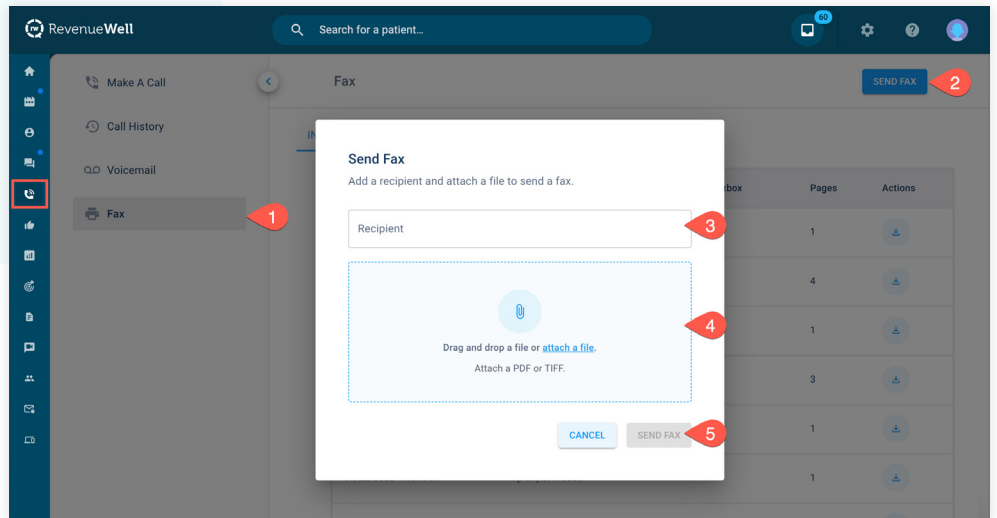 RevenueWell
Search for a patient...
60
Make A Call
Call History
Voicemail
Fax
1
Fax
SEND FAX
2
IN
Send Fax
Add a recipient and attach a file to send a fax.
Recipient
3
Drag and drop a file or attach a file.
Attach a PDF or TIFF.
4
CANCEL
SEND FAX
5
Pages
Actions
1
4
1
3
1
1